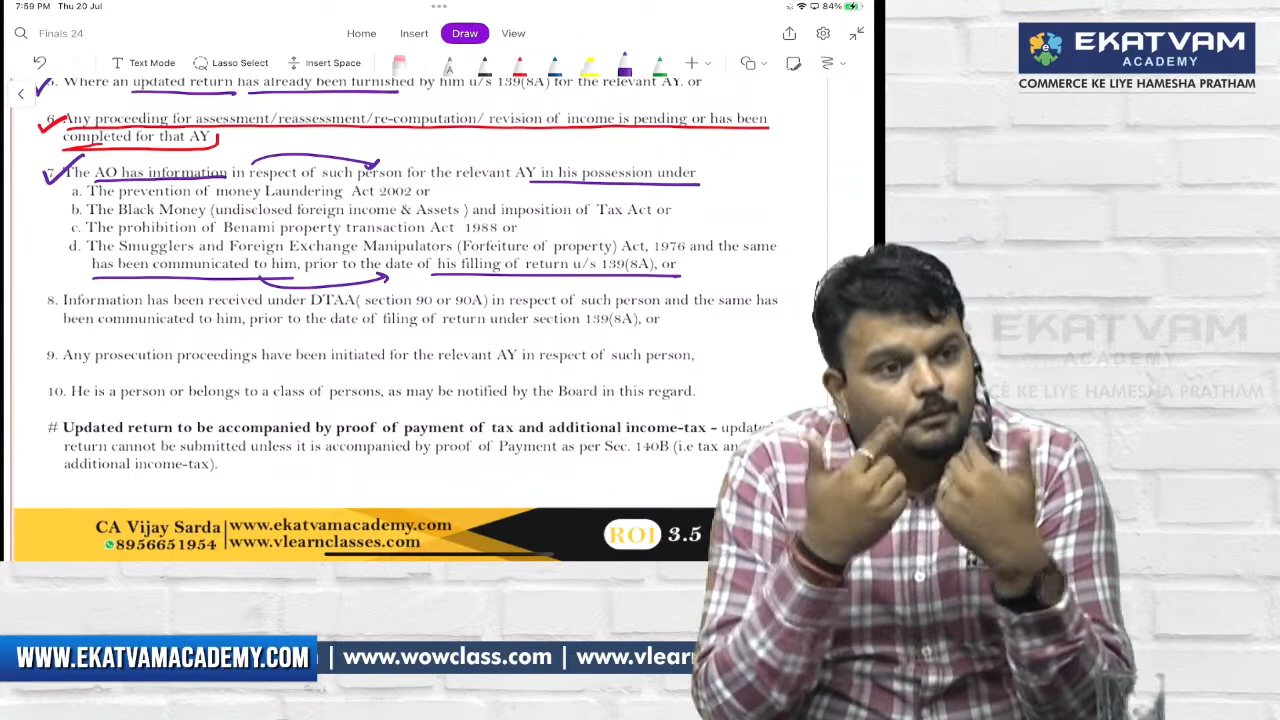 7:59 PM Thu 20 Jul
84%
Finals 24
Home Insert Draw View
Text Mode Lasso Select Insert Space
5. Where an updated return has already been furnished by him u/s 139(8A) for the relevant AY. or
6. Any proceeding for assessment/reassessment/re-computation/ revision of income is pending or has been
completed for that AY
7. The AO has information in respect of such person for the relevant AY in his possession under
a. The prevention of money Laundering Act 2002 or
b. The Black Money (undisclosed foreign income & Assets ) and imposition of Tax Act or
c. The prohibition of Benami property transaction Act 1988 or
d. The Smugglers and Foreign Exchange Manipulators (Forfeiture of property) Act, 1976 and the same
has been communicated to him, prior to the date of his filling of return u/s 139(8A), or
8. Information has been received under DTAA( section 90 or 90A) in respect of such person and the same has
been communicated to him, prior to the date of filing of return under section 139(8A), or
9. Any prosecution proceedings have been initiated for the relevant AY in respect of such person,
10. He is a person or belongs to a class of persons, as may be notified by the Board in this regard.
# Updated return to be accompanied by proof of payment of tax and additional income-tax -
return cannot be submitted unless it is accompanied by proof of Payment as per Sec. 140B (i.e tax
additional income-tax).
CA Vijay Sarda www.ekatvamacademy.com
8956651954 www.vlearnclasses.com
ROI 3.5
EKATVAM
ACADEMY
COMMERCE KE LIYE HAMESHA PRATHAM
EKATVAM
ACADEMY
KE LIYE HAMESHA PRATHAM
WWW.EKATVAMACADEMY.COM | www.wowclass.com |